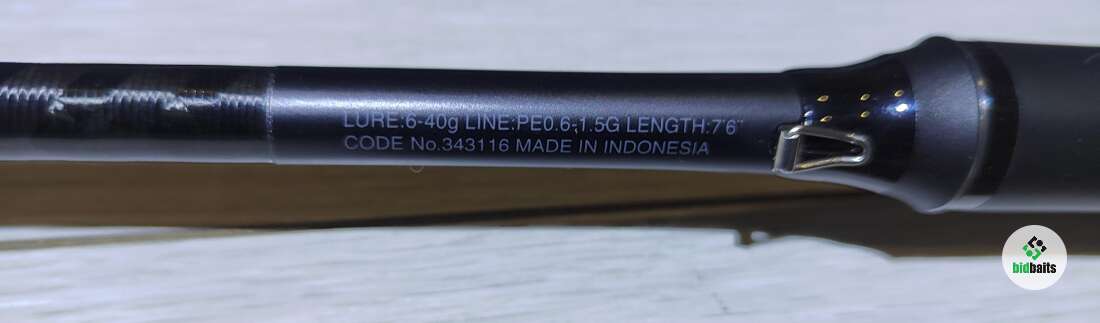 LURE:6-40g LINE:PE0.6-1.5G LENGTH:7'6"
CODE No.343116 MADE IN INDONESIA
bidbaits